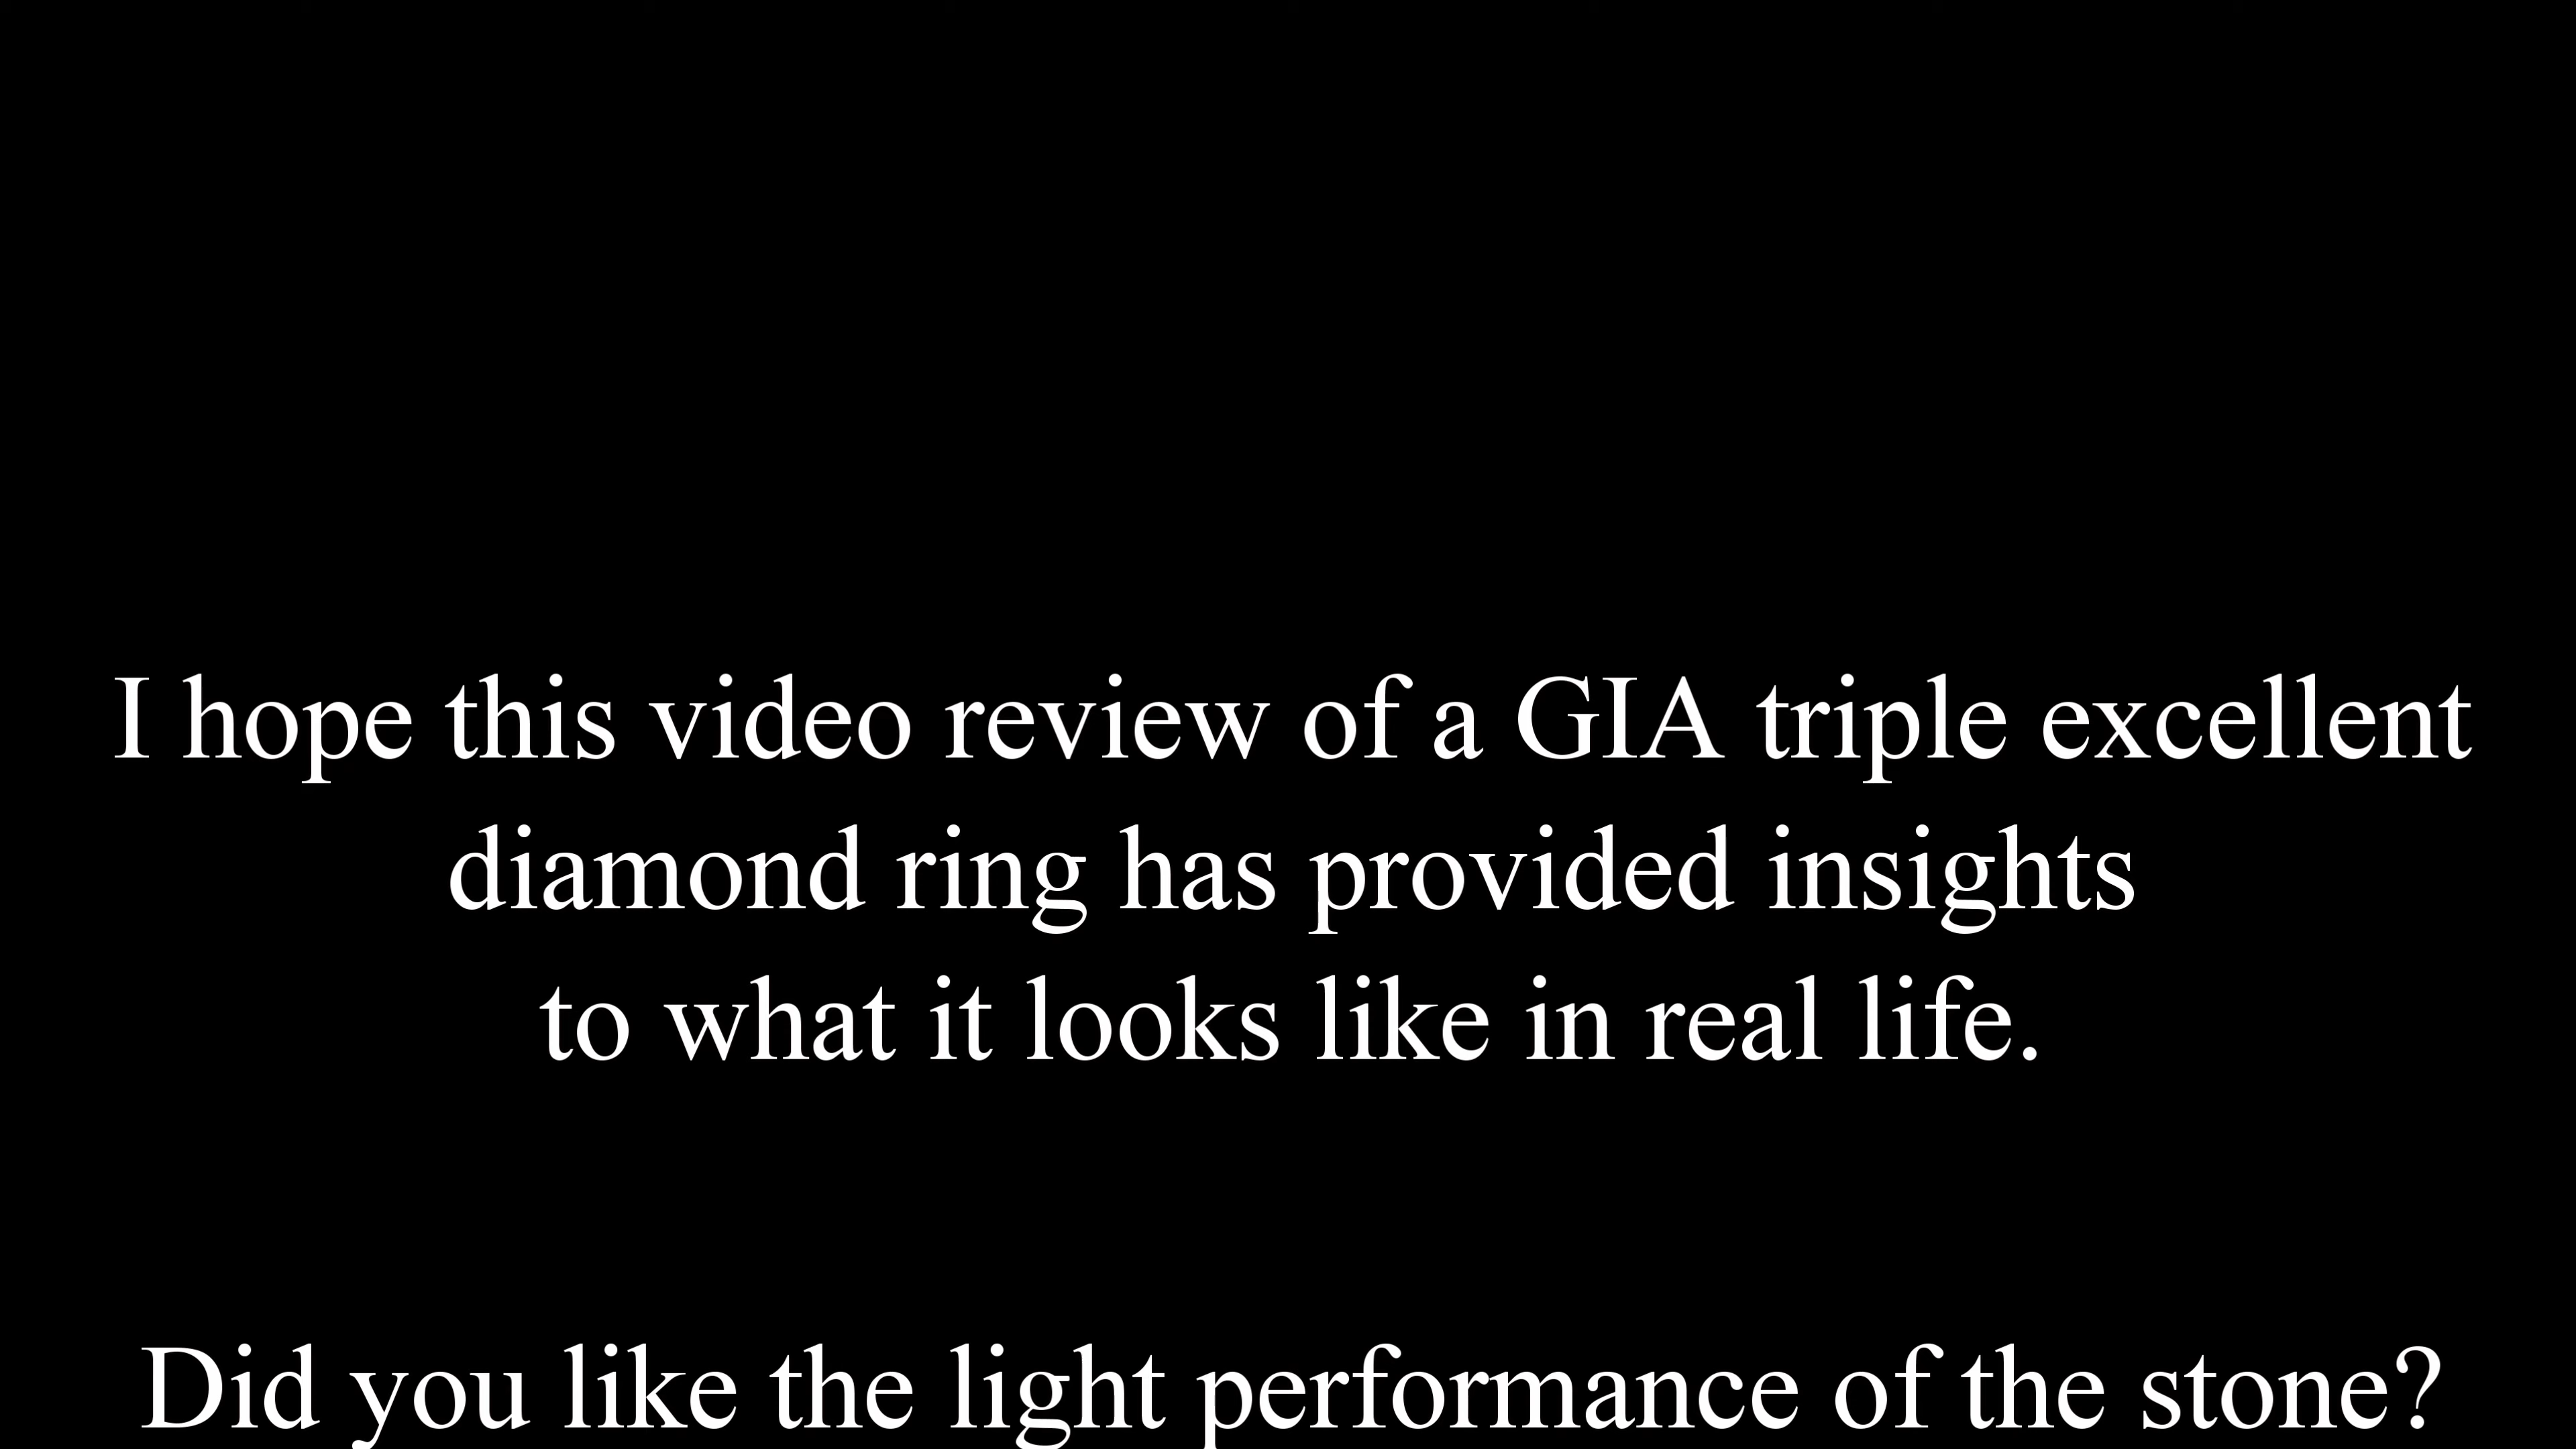 I hope this video review of a GIA triple excellent
diamond ring has provided insights
to what it looks like in real life.
Did you like the light performance of the stone?